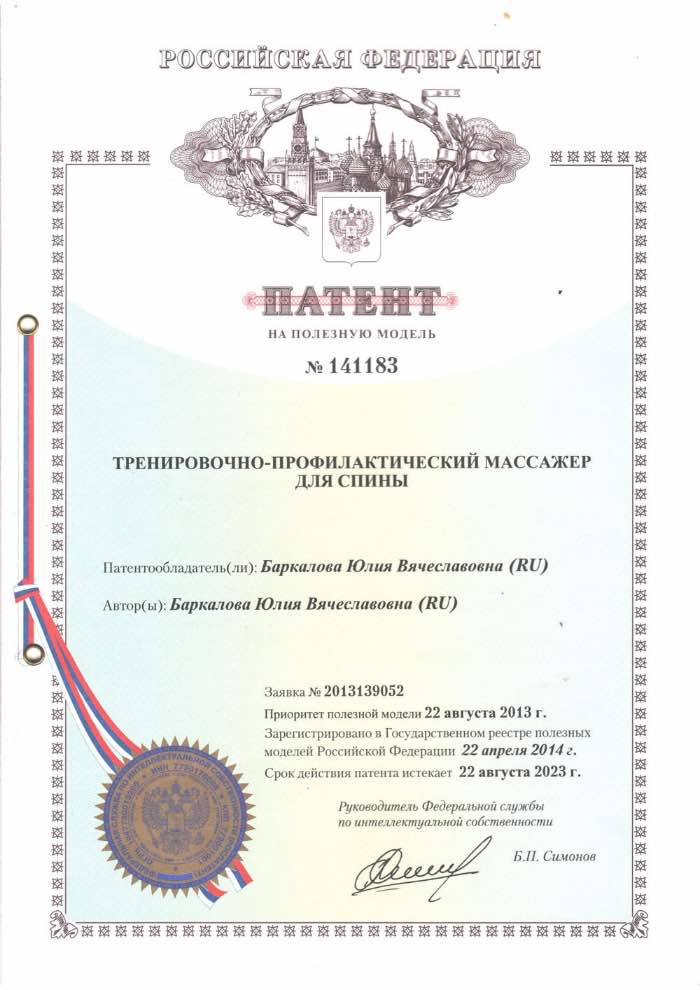 РОССИЙСКАЯ ФЕДЕРАЦИЯ
ПАТЕНТ
НА ПОЛЕЗНУЮ МОДЕЛЬ
№ 141183
ТРЕНИРОВОЧНО-ПРОФИЛАКТИЧЕСКИЙ МАССАЖЕР
ДЛЯ СПИНЫ
Патентообладатель(ли): Баркалова Юлия Вячеславовна (RU)
Автор(ы): Баркалова Юлия Вячеславовна (RU)
Заявка № 2013139052
Приоритет полезной модели 22 августа 2013 г.
Зарегистрировано в Государственном реестре полезных
моделей Российской Федерации 22 апреля 2014 г.
Срок действия патента истекает 22 августа 2023 г.
Руководитель Федеральной службы
по интеллектуальной собственности
Б.П. Симонов